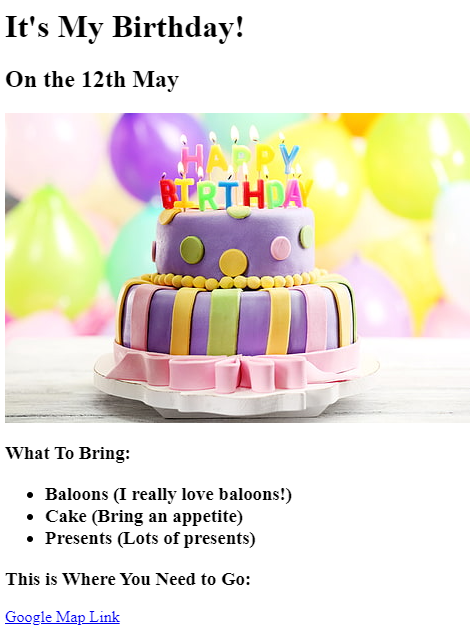 It's My Birthday!
On the 12th May
HAPPY
BIRTHDAY
What To Bring:
Baloons (I really love baloons!)
Cake (Bring an appetite)
Presents (Lots of presents)
This is Where You Need to Go:
Google Map Link